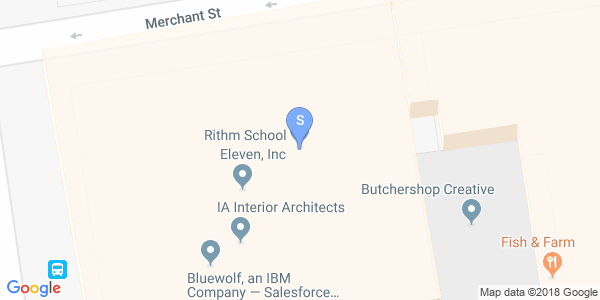 Merchant St
S
Rithm School
Eleven, Inc
IA Interior Architects
Butchershop Creative
Fish & Farm
Bluewolf, an IBM
Company — Salesforce...
Google
Map data ©2018 Google